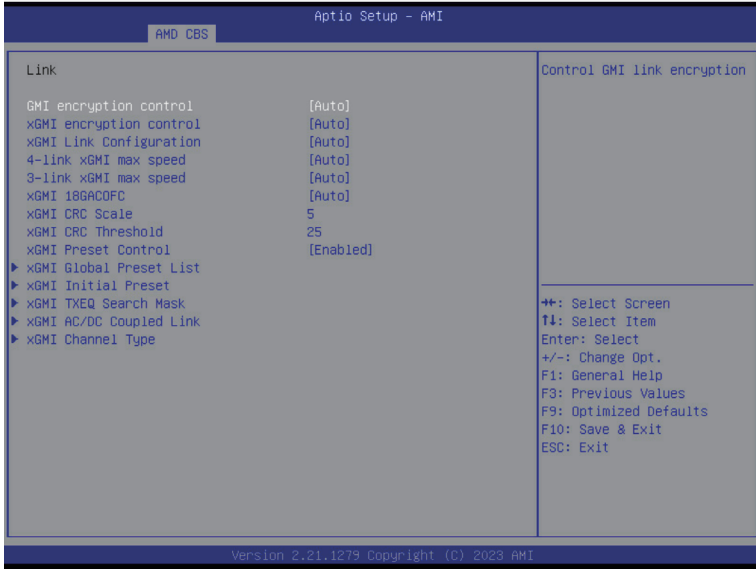 Aptio Setup – AMI
AMD CBS
Link
GMI encryption control [Auto]
xGMI encryption control [Auto]
xGMI Link Configuration [Auto]
4-link xGMI max speed [Auto]
3-link xGMI max speed [Auto]
xGMI 18GACOFC [Auto]
xGMI CRC Scale 5
xGMI CRC Threshold 25
xGMI Preset Control [Enabled]
xGMI Global Preset List
xGMI Initial Preset
xGMI TXEQ Search Mask
xGMI AC/DC Coupled Link
xGMI Channel Type
Control GMI link encryption
→←: Select Screen
↑↓: Select Item
Enter: Select
+/-: Change Opt.
F1: General Help
F3: Previous Values
F9: Optimized Defaults
F10: Save & Exit
ESC: Exit
Version 2.21.1279 Copyright (C) 2023 AMI